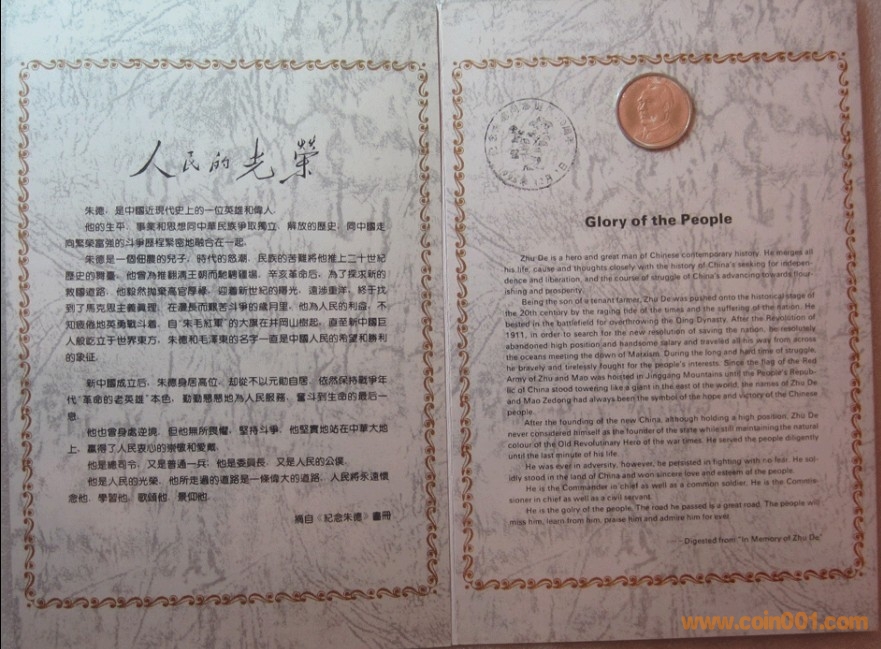 人民的光榮
朱德，是中國近現代史上的一位英雄和偉人。
他的生平、事業和思想同中華民族爭取獨立、解放的歷史，同中國走
向繁榮富強的斗爭歷程緊密地融合在一起。
朱德是一個佃農的兒子，時代的怒潮、民族的苦難將他推上二十世紀
歷史的舞臺。他曾為推翻清王朝而馳騁疆場，辛亥革命后，為了探求新的
救國道路，他毅然拋棄高官厚祿，迎着新世紀的曙光，遠涉重洋，終于找
到了馬克思主義真理；在漫長而艱苦斗爭的歲月里，他為人民的利益，不
知疲倦地英勇戰斗着，自“朱毛紅軍”的大旗在井岡山樹起，直至新中國巨
人般屹立于世界東方，朱德和毛澤東的名字一直是中國人民的希望和勝利
的象征。
新中國成立后，朱德身居高位，却從不以元勛自居，依然保持戰爭年
代“革命的老英雄”本色，勤勤懇懇地為人民服務，奮斗到生命的最后一
息。
他也曾身處逆境，但他無所畏懼，堅持斗爭，他堅實地站在中華大地
上，贏得了人民衷心的崇懷和愛戴。
他是總司令，又是普通一兵；他是委員長，又是人民的公僕。
他是人民的光榮，他所走過的道路是一條偉大的道路，人民將永遠懷
念他，學習他，歌頌他，景仰他。
摘自《紀念朱德》畫冊
Glory of the People
Zhu De is a hero and great man of Chinese contemporary history. He merges all
his life, cause and thoughts closely with the history of China's seeking for indepen-
dence and liberation, and the course of struggle of China's advancing towards flour-
ishing and prosperity.
Being the son of a tenant farmer, Zhu De was pushed onto the historical stage of
the 20th century by the raging tide of the times and the suffering of the nation. He
bested in the battlefield for overthrowing the Qing Dynasty. After the Revolution of
1911, in order to search for the new resolution of saving the nation, he resolutely
abandoned high position and handsome salary and traveled all his way from across
the oceans meeting the down of Marxism. During the long and hard time of struggle,
he bravely and tirelessly fought for the people's interests. Since the flag of the Red
Army of Zhu and Mao was hoisted in Jinggang Mountains until the People's Repub-
lic of China stood towering like a giant in the east of the world, the names of Zhu De
and Mao Zedong had always been the symbol of the hope and victory of the Chinese
people.
After the founding of the new China, although holding a high position, Zhu De
never considered himself as the founder of the state while still maintaining the natural
colour of the Old Revolutinary Hero of the war times. He served the people diligently
until the last minute of his life.
He was ever in adversity, however, he persisted in fighting with no fear. He sol-
idly stood in the land of China and won sincere love and esteem of the people.
He is the Commander in chief as well as a common soldier. He is the Commis-
sioner in chief as well as a civil servant.
He is the golry of the people. The road he passed is a great road. The people will
miss him, learn from him, praise him and admire him for ever.
---- Digested from "In Memory of Zhu De"
www.coin001.com